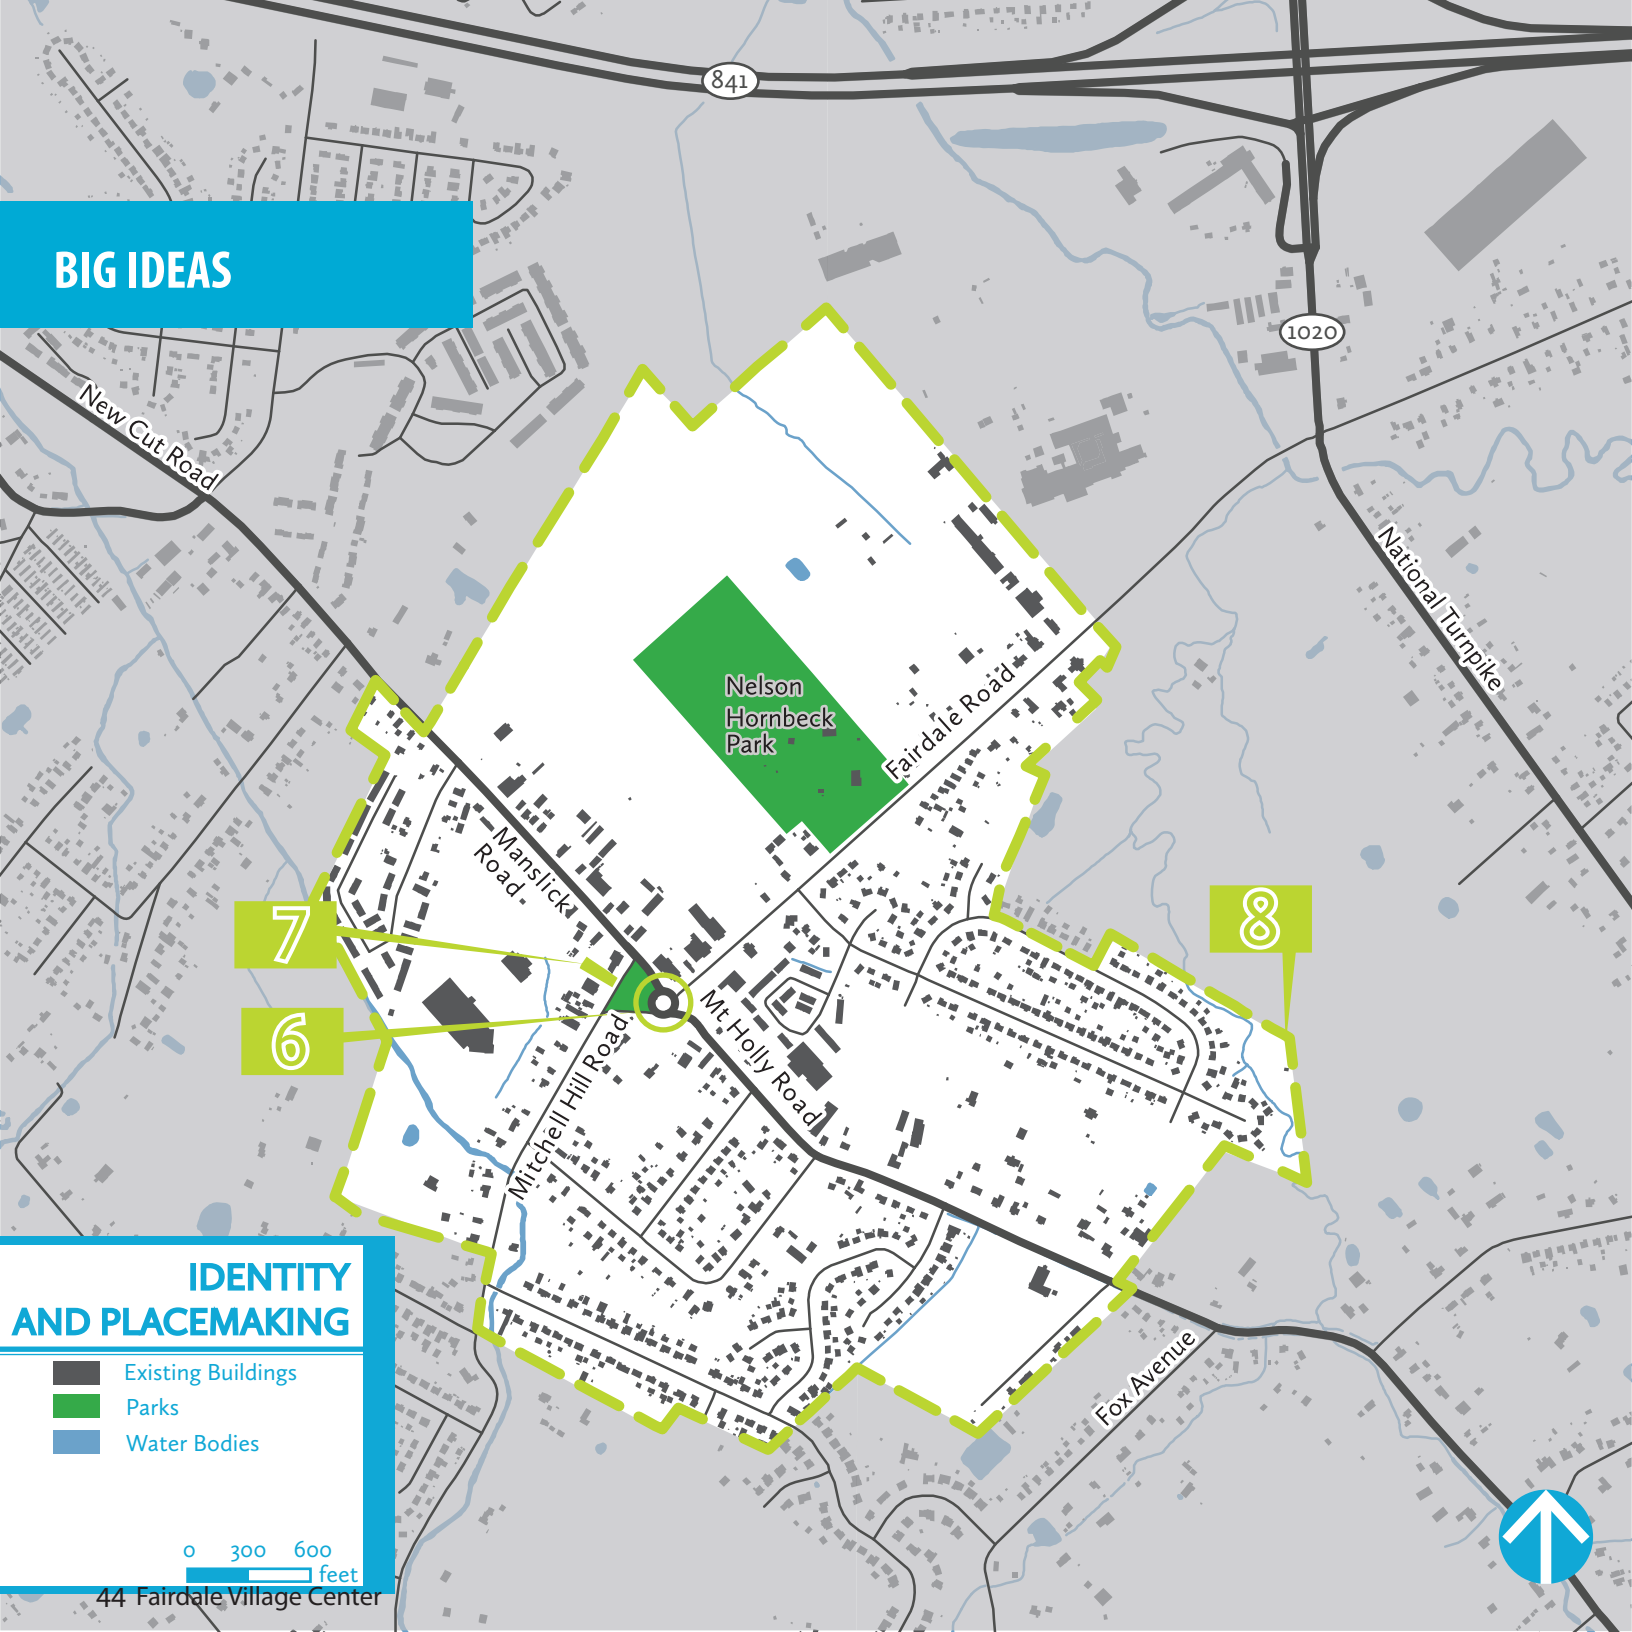 841
BIG IDEAS
1020
New Cut Road
National Turnpike
Nelson
Hornbeck
Park
Fairdale Road
Manslick
Road
7
8
6
Mt Holly Road
Mitchell Hill Road
Fox Avenue
IDENTITY
AND PLACEMAKING
Existing Buildings
Parks
Water Bodies
0 300 600
feet
44 Fairdale Village Center